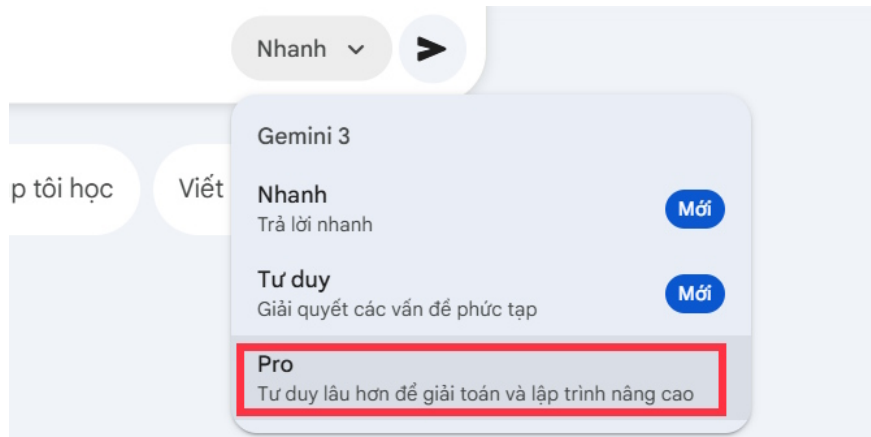 Nhanh
Gemini 3
p tôi học
Viết
Nhanh
Trả lời nhanh
Mới
Tư duy
Giải quyết các vấn đề phức tạp
Mới
Pro
Tư duy lâu hơn để giải toán và lập trình nâng cao